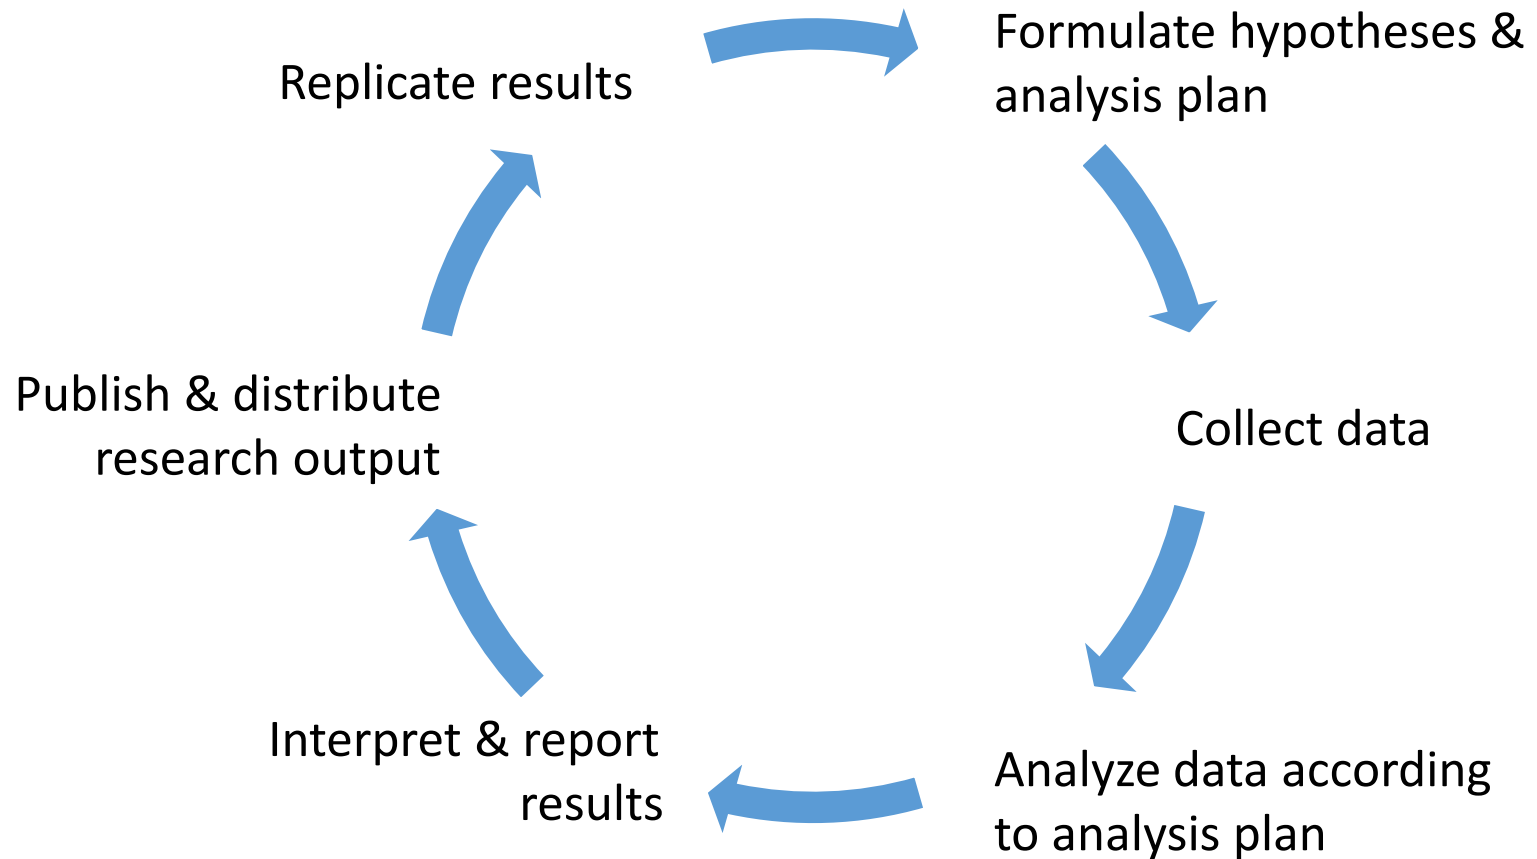 Replicate results
Formulate hypotheses &
analysis plan
Collect data
Analyze data according
to analysis plan
Interpret & report
results
Publish & distribute
research output